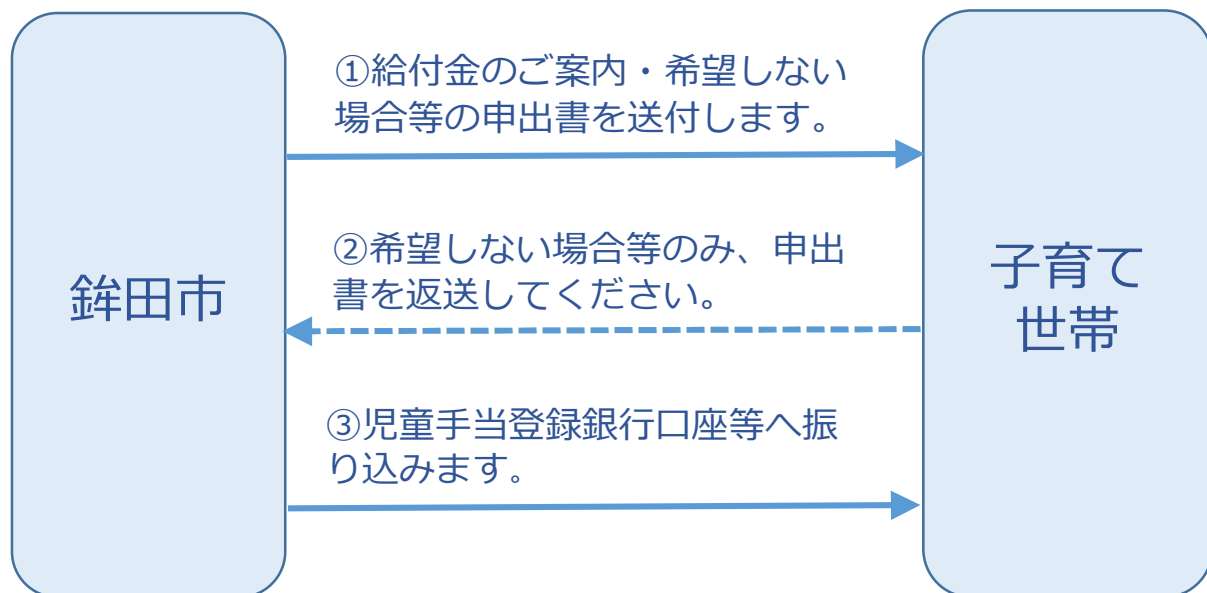 ①給付金のご案内・希望しない
場合等の申出書を送付します。
②希望しない場合等のみ、申出
書を返送してください。
③児童手当登録銀行口座等へ振
り込みます。
鉾田市
子育て
世帯